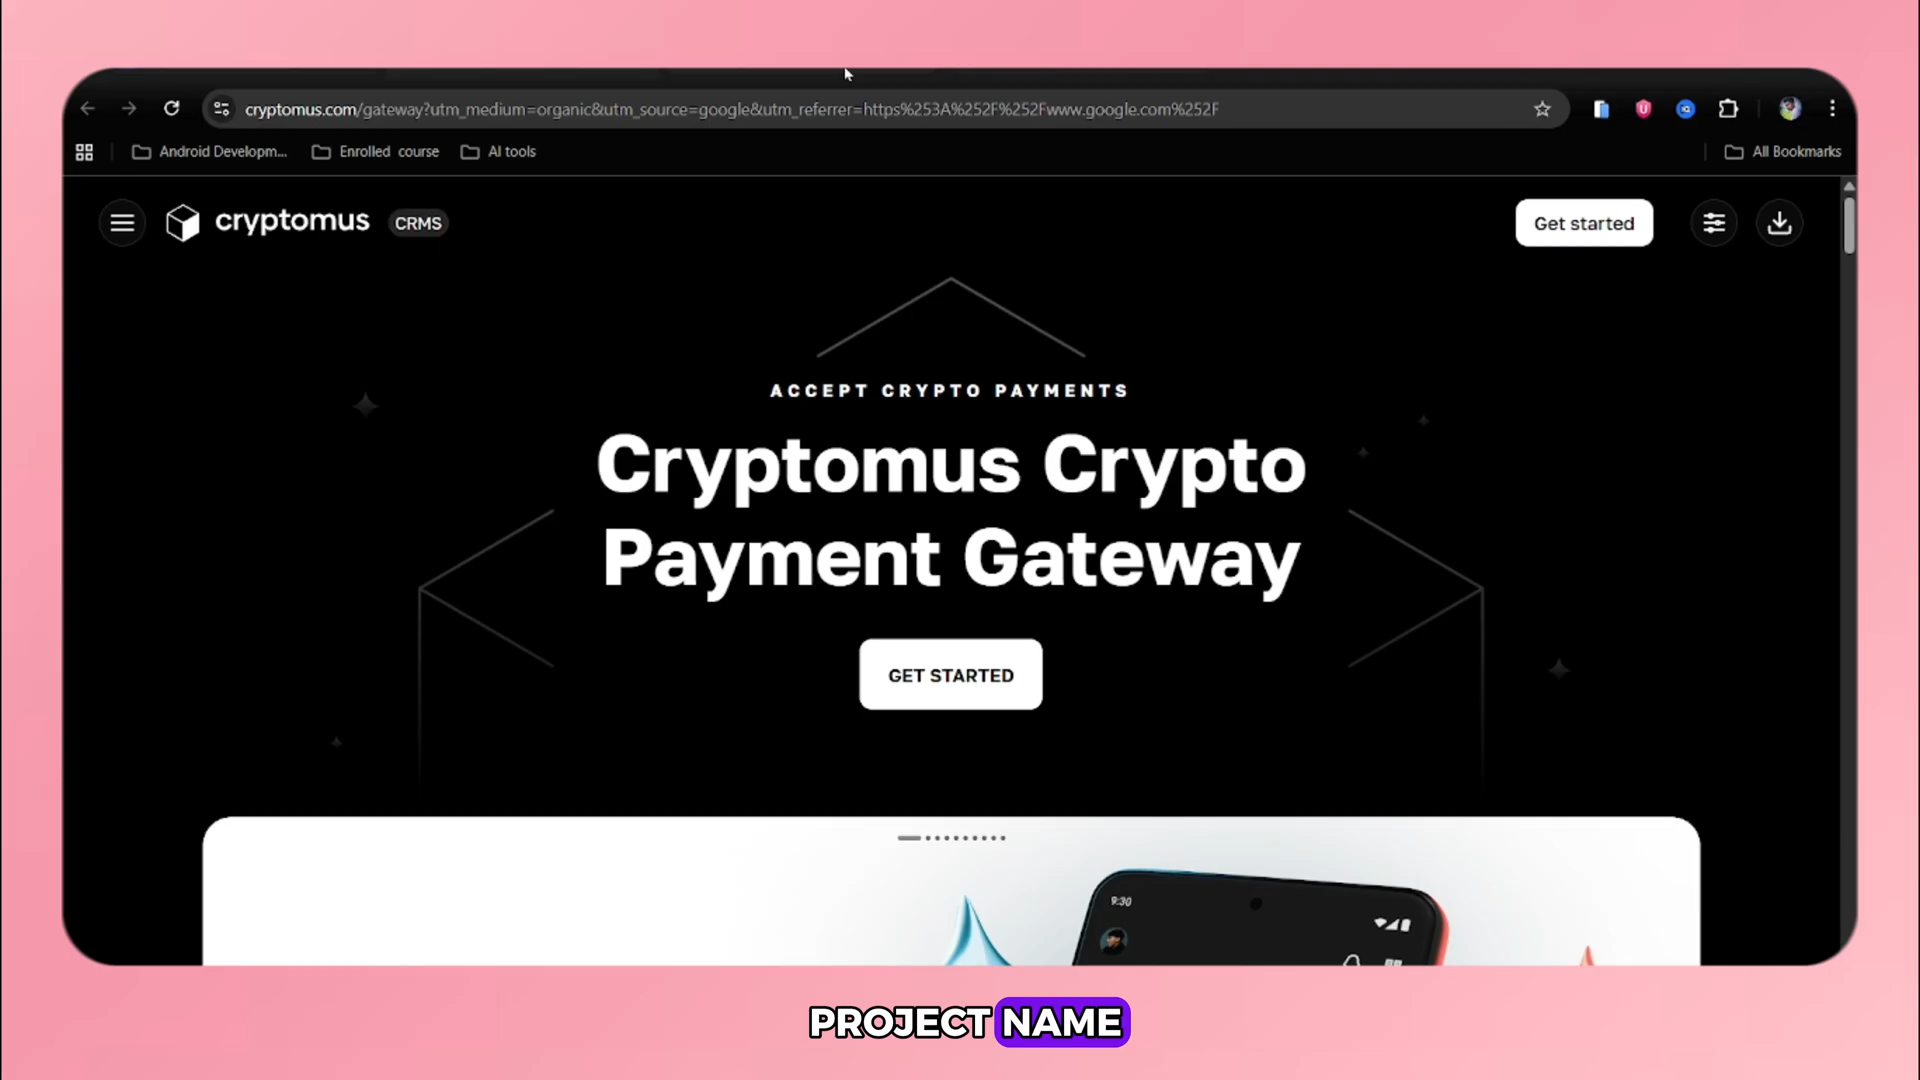 cryptomus.com/gateway?utm_medium=organic&utm_source=google&utm_referrer=https%253A%252F%252Fwww.google.com%252F
Android Developm... Enrolled course AI tools All Bookmarks
cryptomus CRMS Get started
ACCEPT CRYPTO PAYMENTS
Cryptomus Crypto
Payment Gateway
GET STARTED
9:30
PROJECT NAME